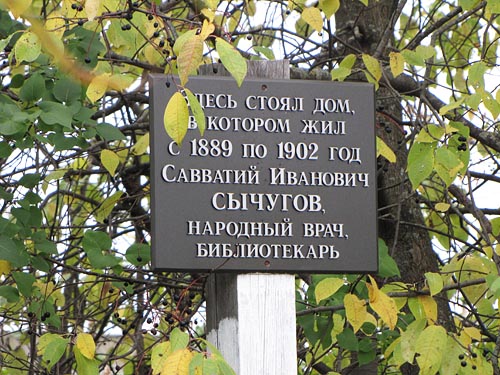 ЗДЕСЬ СТОЯЛ ДОМ,
В КОТОРОМ ЖИЛ
С 1889 ПО 1902 ГОД
САВВАТИЙ ИВАНОВИЧ
СЫЧУГОВ,
НАРОДНЫЙ ВРАЧ,
БИБЛИОТЕКАРЬ